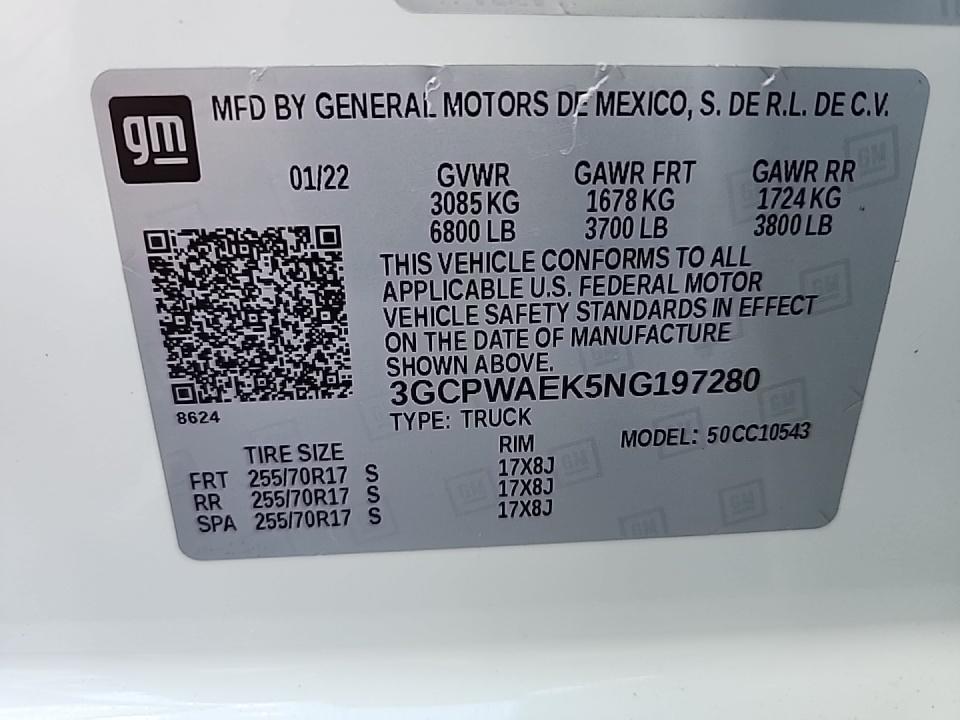 gm
MFD BY GENERAL MOTORS DE MEXICO, S. DE R.L. DE C.V.
01/22 GVWR GAWR FRT GAWR RR
3085 KG 1678 KG 1724 KG
6800 LB 3700 LB 3800 LB
THIS VEHICLE CONFORMS TO ALL
APPLICABLE U.S. FEDERAL MOTOR
VEHICLE SAFETY STANDARDS IN EFFECT
ON THE DATE OF MANUFACTURE
SHOWN ABOVE.
3GCPWAEK5NG197280
8624
TYPE: TRUCK
TIRE SIZE RIM MODEL: 50CC10543
FRT 255/70R17 S 17X8J
RR 255/70R17 S 17X8J
SPA 255/70R17 S 17X8J